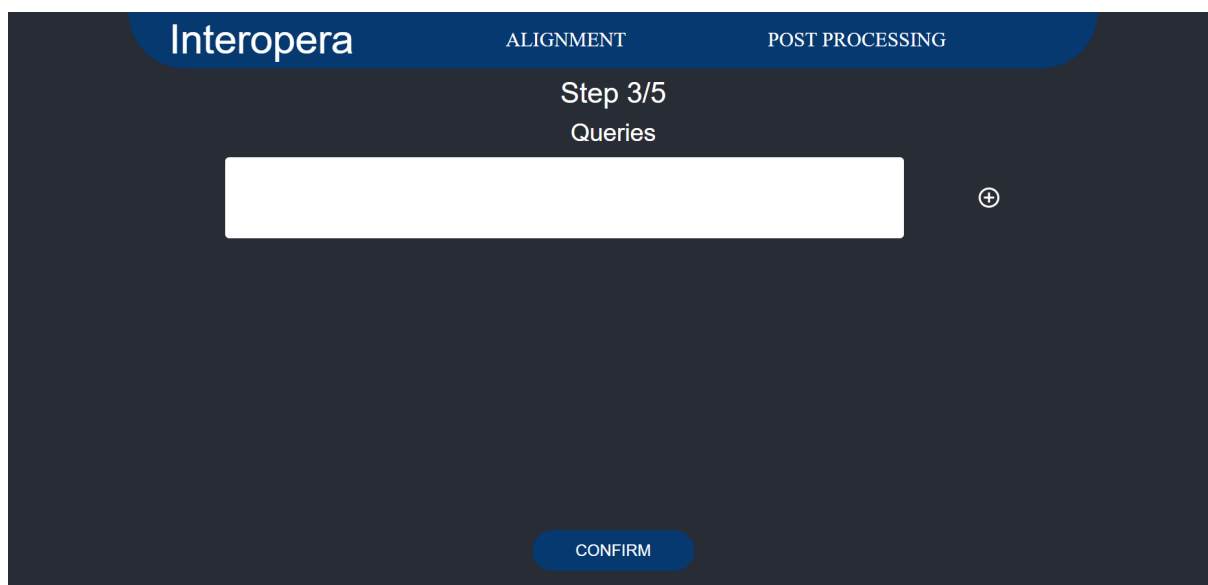 Interopera ALIGNMENT POST PROCESSING
Step 3/5
Queries
CONFIRM